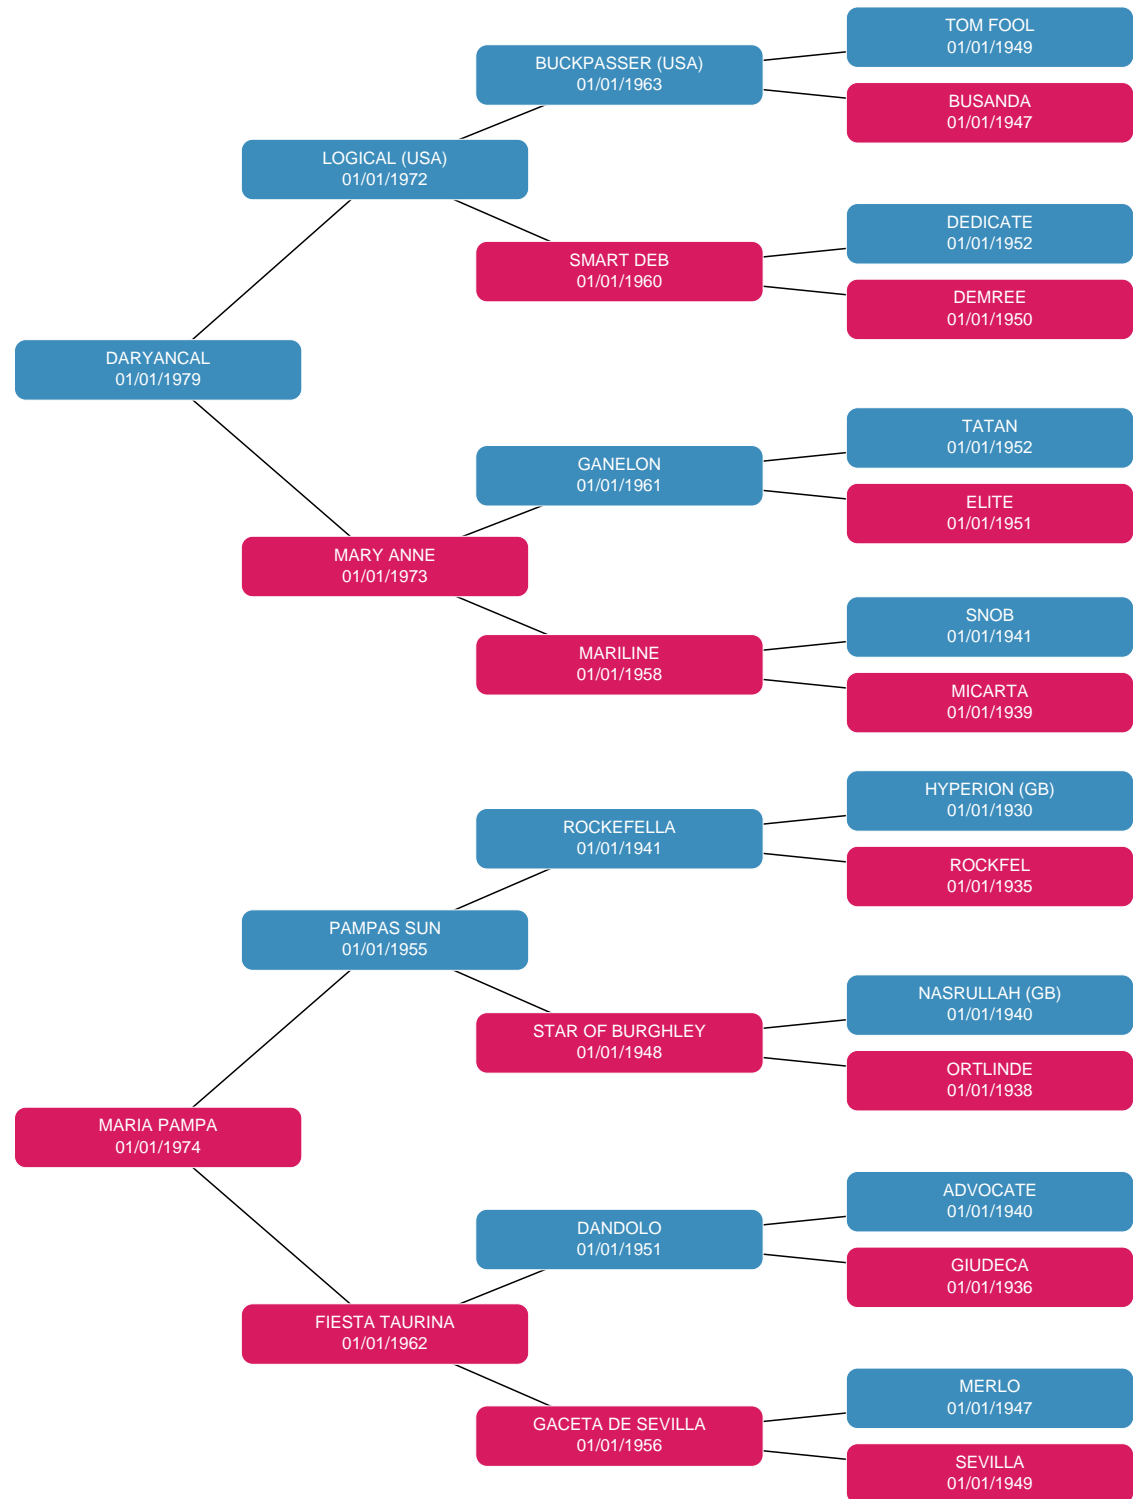 TOM FOOL
01/01/1949
BUCKPASSER (USA)
01/01/1963
BUSANDA
01/01/1947
LOGICAL (USA)
01/01/1972
DEDICATE
01/01/1952
SMART DEB
01/01/1960
DEMREE
01/01/1950
DARYANCAL
01/01/1979
TATAN
01/01/1952
GANELON
01/01/1961
ELITE
01/01/1951
MARY ANNE
01/01/1973
SNOB
01/01/1941
MARILINE
01/01/1958
MICARTA
01/01/1939
HYPERION (GB)
01/01/1930
ROCKEFELLA
01/01/1941
ROCKFEL
01/01/1935
PAMPAS SUN
01/01/1955
NASRULLAH (GB)
01/01/1940
STAR OF BURGHLEY
01/01/1948
ORTLINDE
01/01/1938
MARIA PAMPA
01/01/1974
ADVOCATE
01/01/1940
DANDOLO
01/01/1951
GIUDECA
01/01/1936
FIESTA TAURINA
01/01/1962
MERLO
01/01/1947
GACETA DE SEVILLA
01/01/1956
SEVILLA
01/01/1949